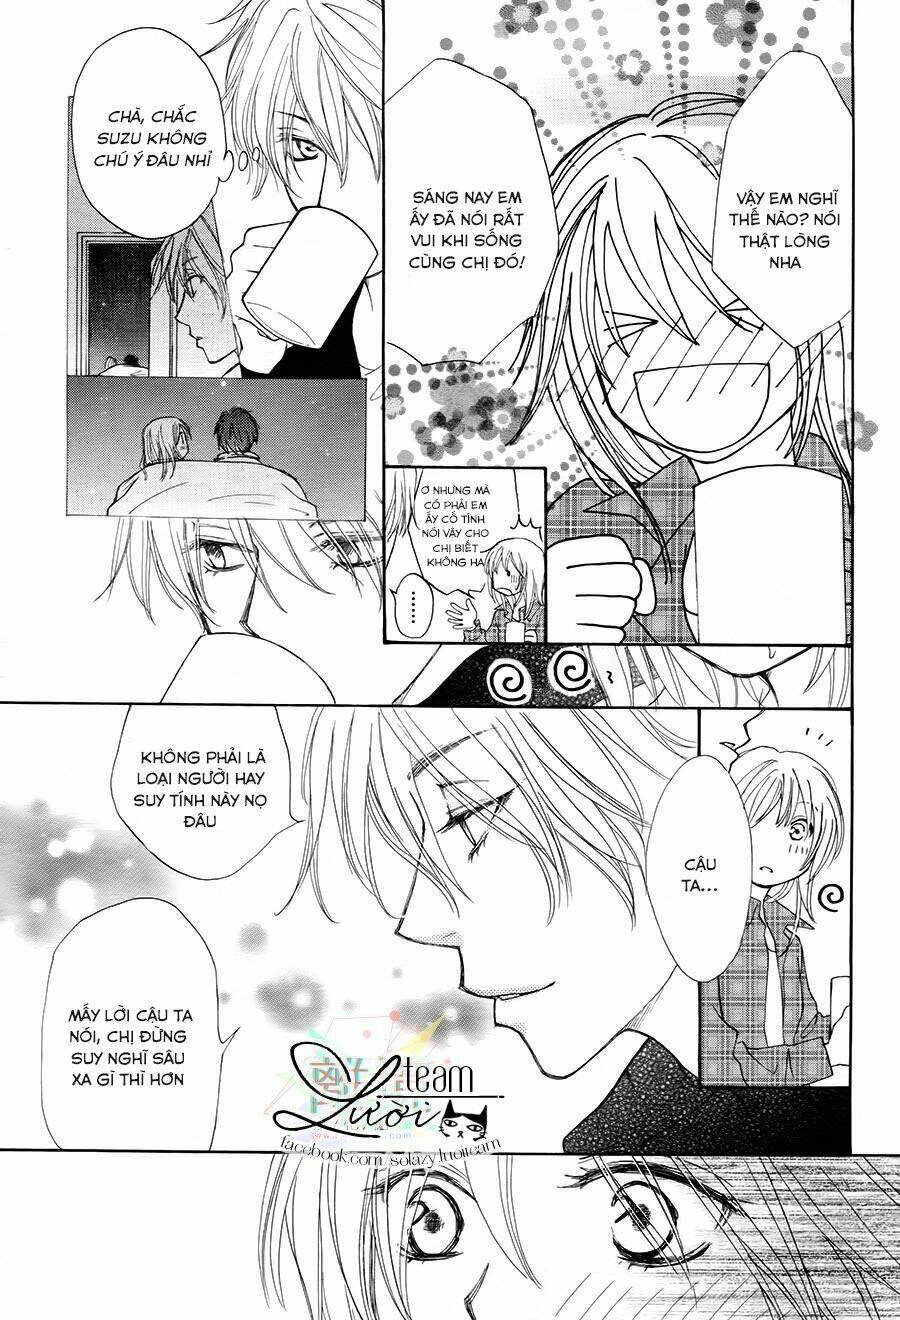 VẬY EM NGHĨ
THẾ NÀO? NÓI
THẬT LÒNG
NHA
SÁNG NAY EM
ẤY ĐÃ NÓI RẤT
VUI KHI SỐNG
CÙNG CHỊ ĐÓ!
CHÀ, CHẮC
SUZU KHÔNG
CHÚ Ý ĐÂU NHỈ
Ơ NHƯNG MÀ
CÓ PHẢI EM
ẤY CỐ TÌNH
NÓI VẬY CHO
CHỊ BIẾT
KHÔNG HẢ
CẬU
TA...
KHÔNG PHẢI LÀ
LOẠI NGƯỜI HAY
SUY TÍNH NÀY NỌ
ĐÂU
MẤY LỜI CẬU TA
NÓI, CHỊ ĐỪNG
SUY NGHĨ SÂU
XA GÌ THÌ HƠN
team
Lười
facebook.com/solazy.luoiteam